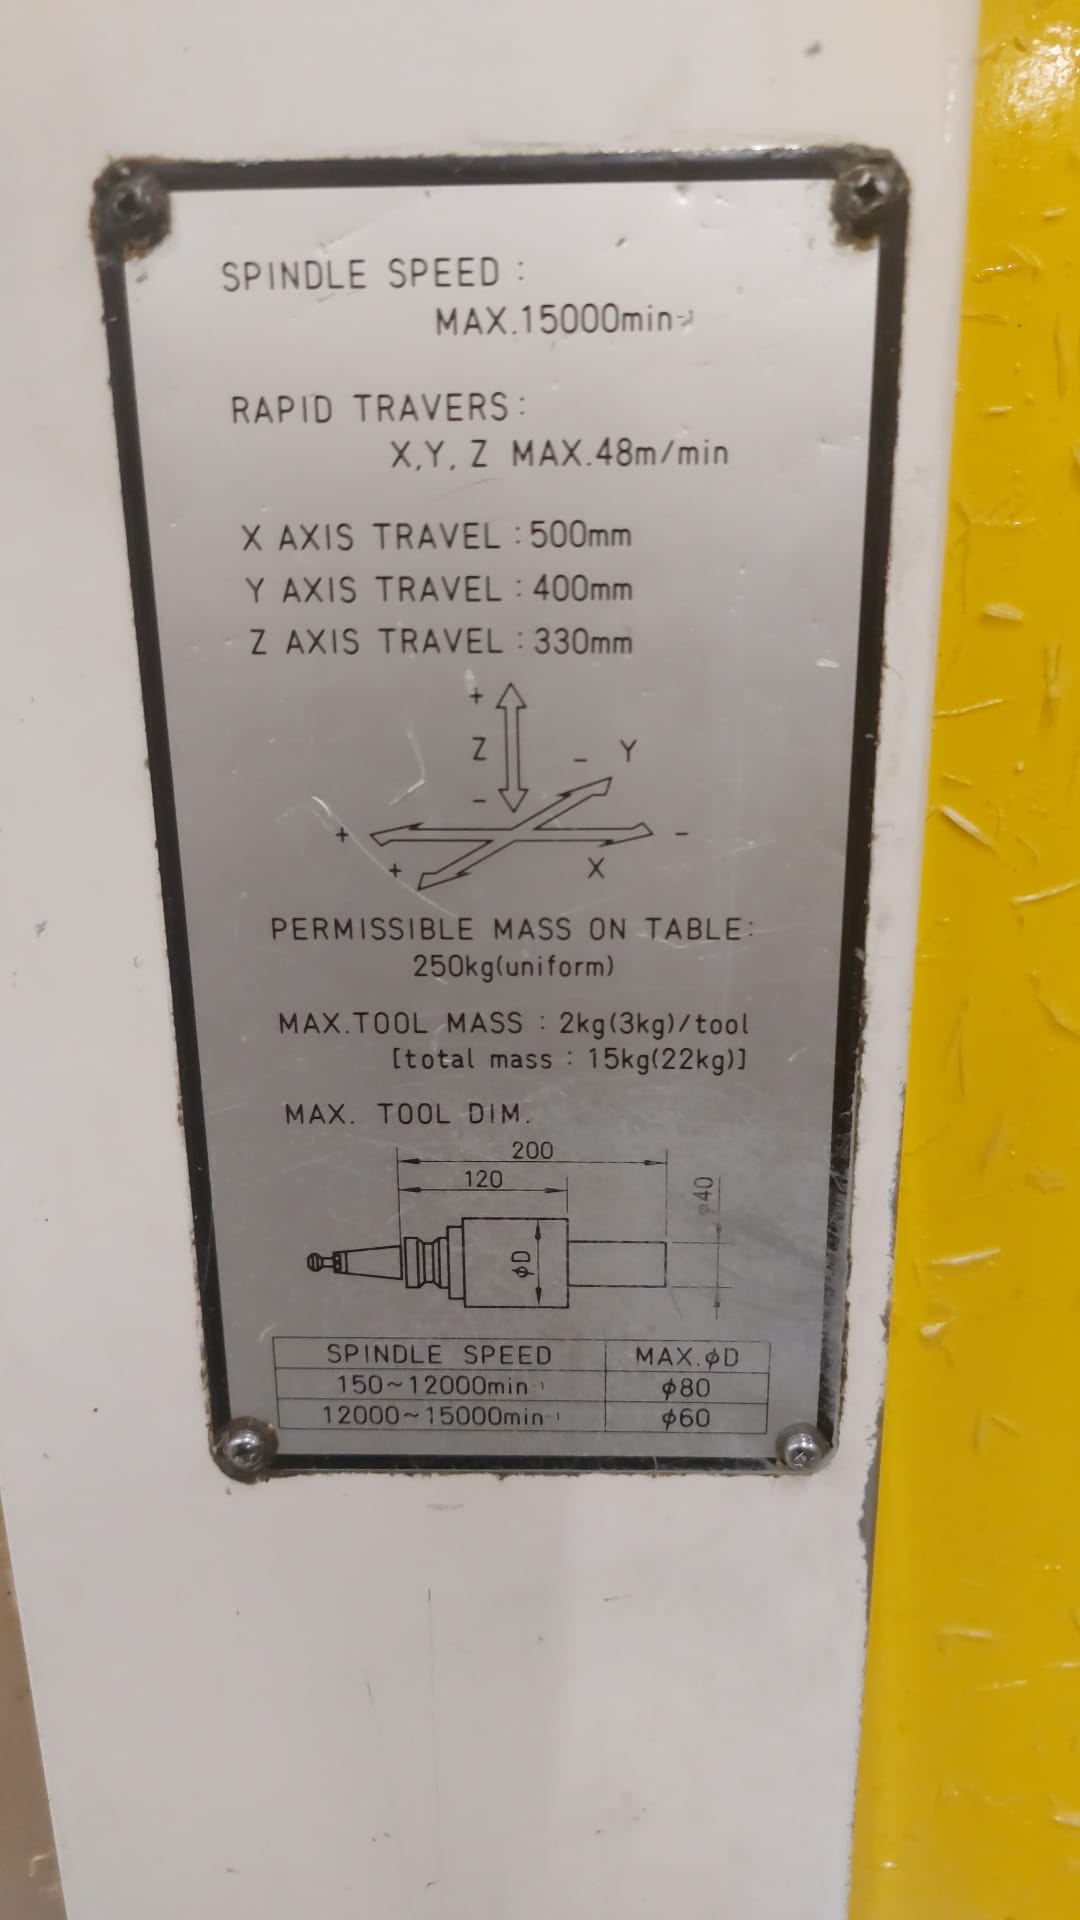 SPINDLE SPEED :
MAX.15000min-1
RAPID TRAVERS:
X,Y, Z MAX.48m/min
X AXIS TRAVEL : 500mm
Y AXIS TRAVEL : 400mm
Z AXIS TRAVEL : 330mm
+
Z
- Y
-
+ -
+ X
PERMISSIBLE MASS ON TABLE:
250kg(uniform)
MAX.TOOL MASS : 2kg(3kg)/tool
[total mass : 15kg(22kg)]
MAX. TOOL DIM.
200
120
φ40
φD
SPINDLE SPEED MAX.φD
150~12000min-1 φ80
12000~15000min-1 φ60